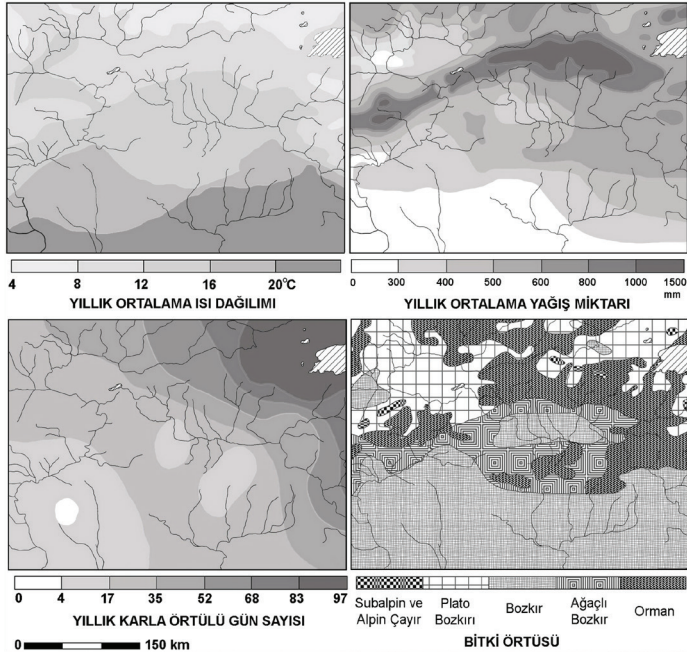 4 8 12 16 20°C
YILLIK ORTALAMA ISI DAĞILIMI
0 300 400 500 600 800 1000 1500
mm
YILLIK ORTALAMA YAĞIŞ MİKTARI
0 4 17 35 52 68 83 97
YILLIK KARLA ÖRTÜLÜ GÜN SAYISI
0 150 km
Subalpin ve Plato Bozkır Ağaçlı Orman
Alpin Çayır Bozkırı Bozkır
BİTKİ ÖRTÜSÜ